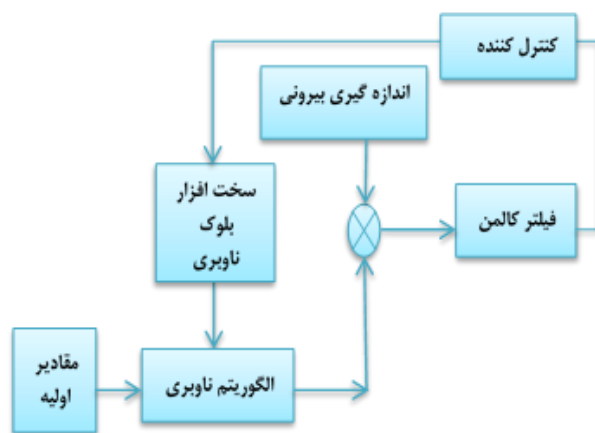 کنترل کننده
اندازه گیری بیرونی
سخت افزار
بلوک
ناوبری
فیلتر کالمن
مقادیر
اولیه
الگوریتم ناوبری